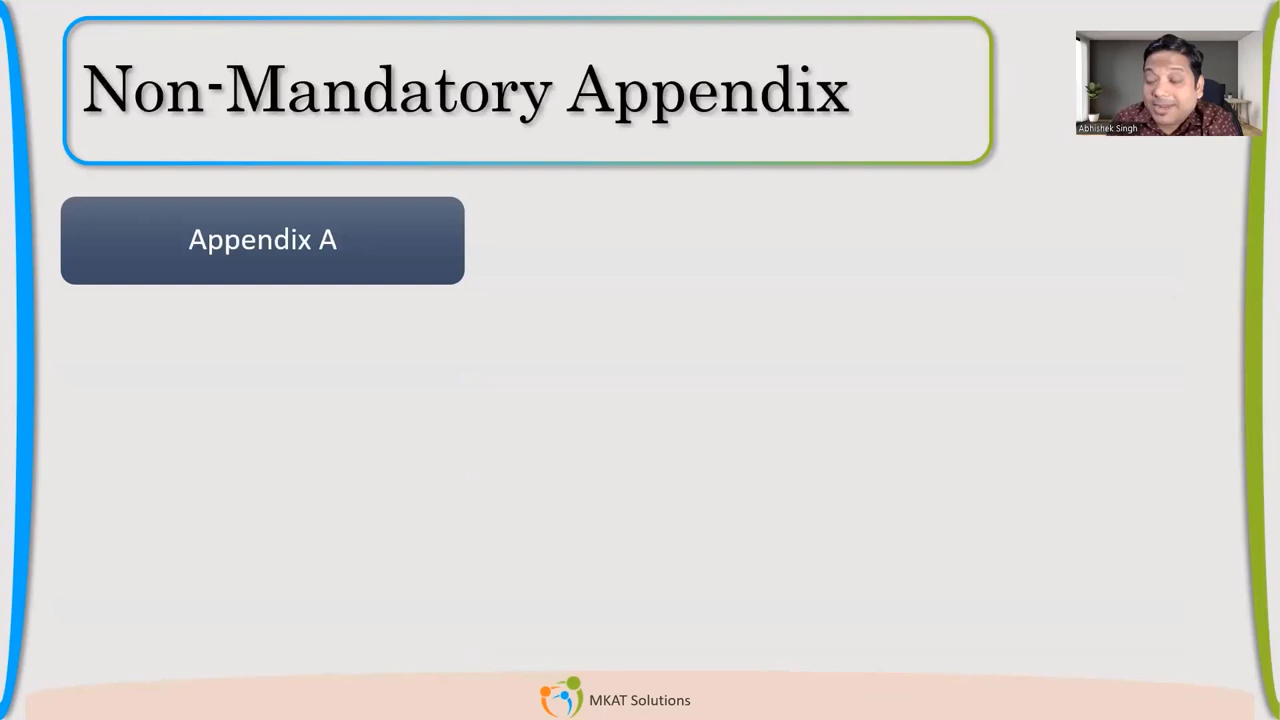 Non-Mandatory Appendix
Abhishek Singh
Appendix A
MKAT Solutions